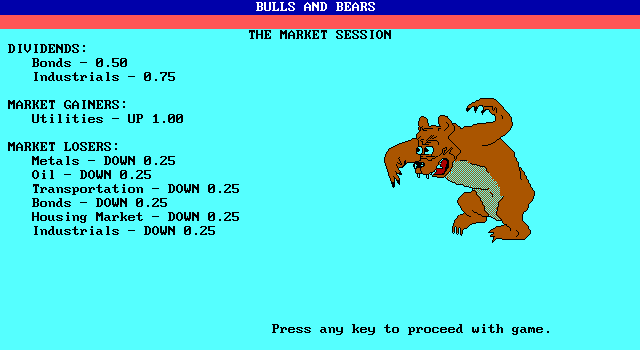 BULLS AND BEARS
THE MARKET SESSION
DIVIDENDS:
Bonds - 0.50
Industrials - 0.75
MARKET GAINERS:
Utilities - UP 1.00
MARKET LOSERS:
Metals - DOWN 0.25
Oil - DOWN 0.25
Transportation - DOWN 0.25
Bonds - DOWN 0.25
Housing Market - DOWN 0.25
Industrials - DOWN 0.25
Press any key to proceed with game.